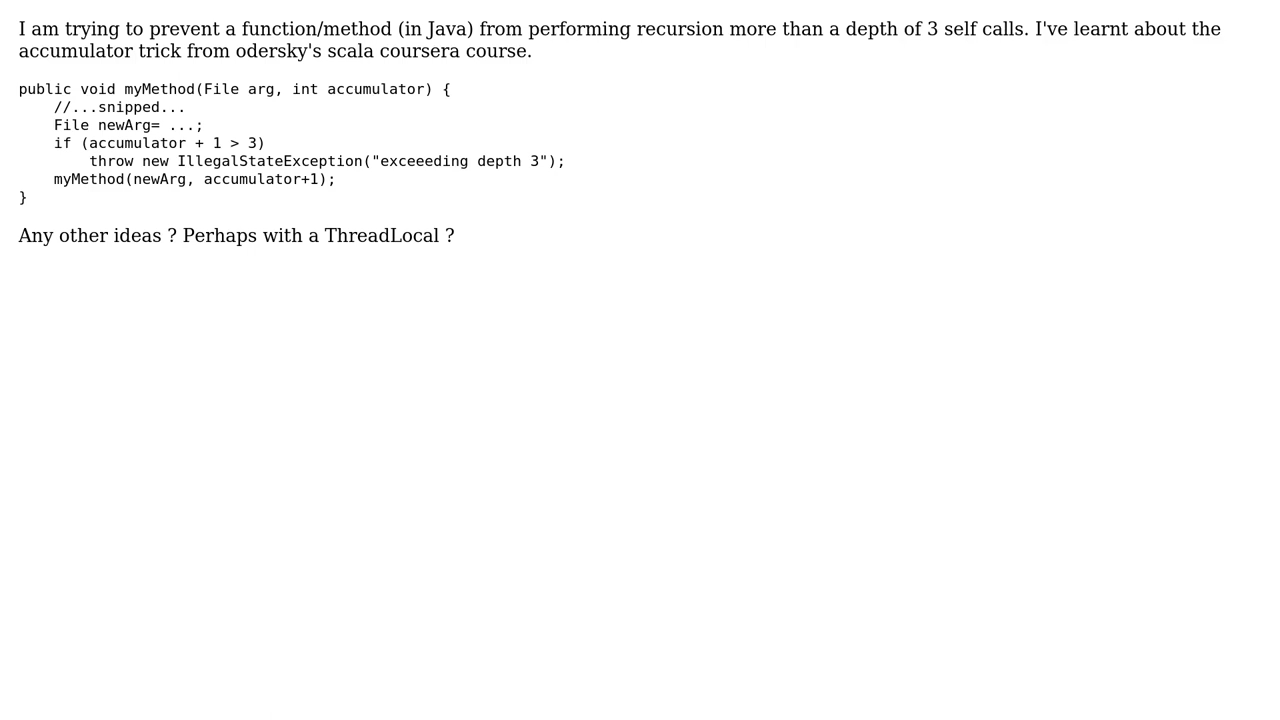 I am trying to prevent a function/method (in Java) from performing recursion more than a depth of 3 self calls. I've learnt about the
accumulator trick from odersky's scala coursera course.
public void myMethod(File arg, int accumulator) {
    //...snipped...
    File newArg= ...;
    if (accumulator + 1 > 3)
        throw new IllegalStateException("exceeeding depth 3");
    myMethod(newArg, accumulator+1);
}
Any other ideas ? Perhaps with a ThreadLocal ?